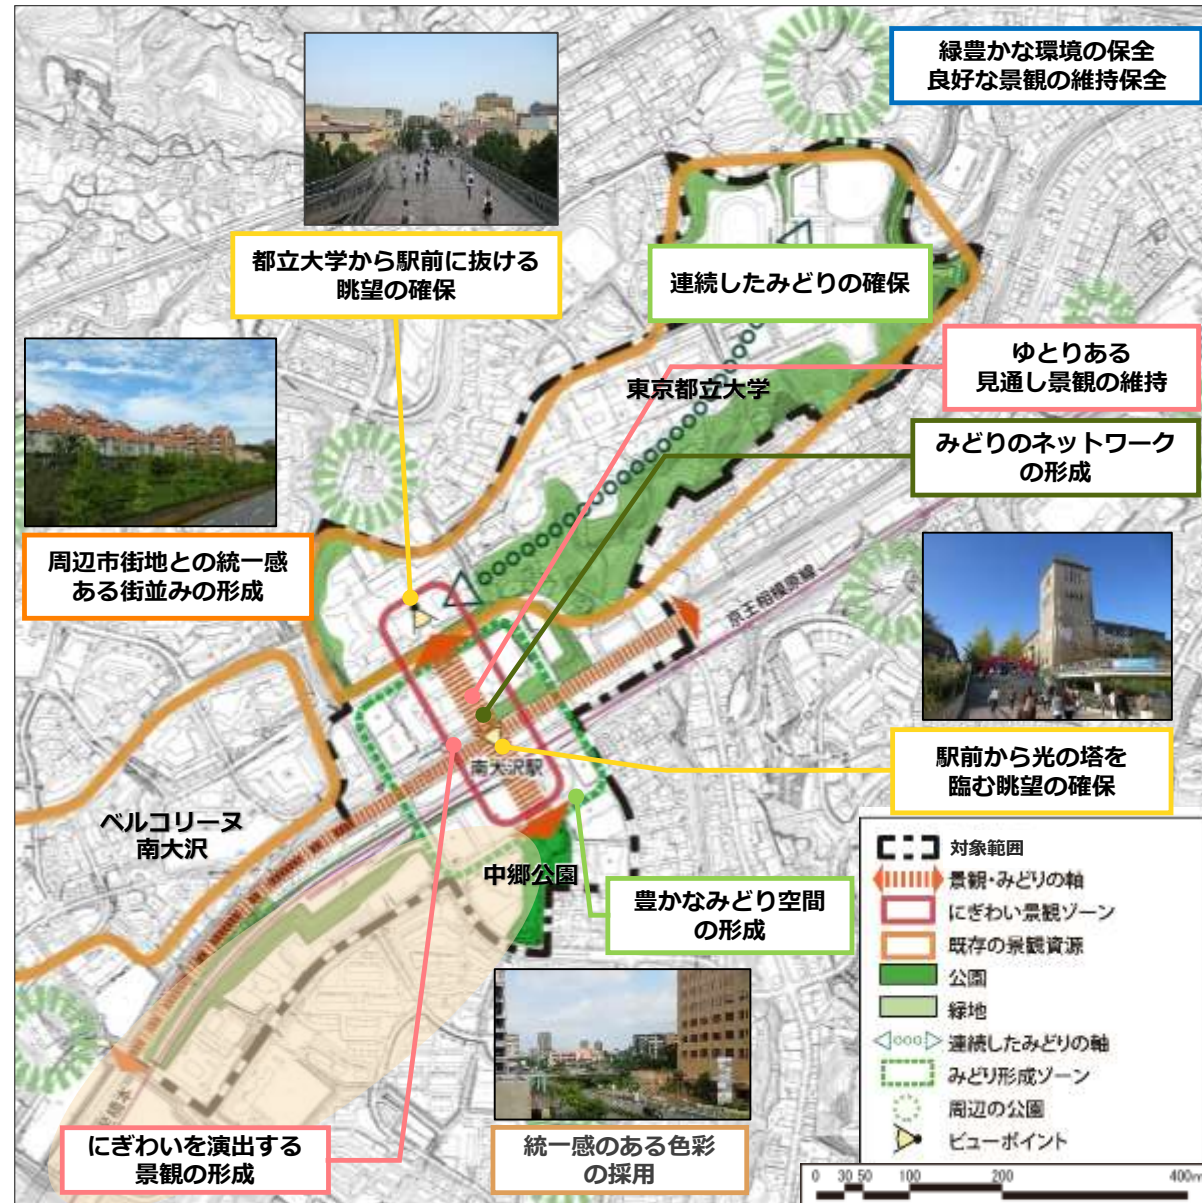 緑豊かな環境の保全
良好な景観の維持保全
都立大学から駅前に抜ける
眺望の確保
連続したみどりの確保
ゆとりある
見通し景観の維持
東京都立大学
みどりのネットワーク
の形成
周辺市街地との統一感
ある街並みの形成
京王相模原線
駅前から光の塔を
臨む眺望の確保
南大沢駅
ベルコリーヌ
南大沢
中郷公園
豊かなみどり空間
の形成
対象範囲
景観・みどりの軸
にぎわい景観ゾーン
既存の景観資源
公園
緑地
連続したみどりの軸
みどり形成ゾーン
周辺の公園
ビューポイント
にぎわいを演出する
景観の形成
統一感のある色彩
の採用
0 30 50 100 200 400m